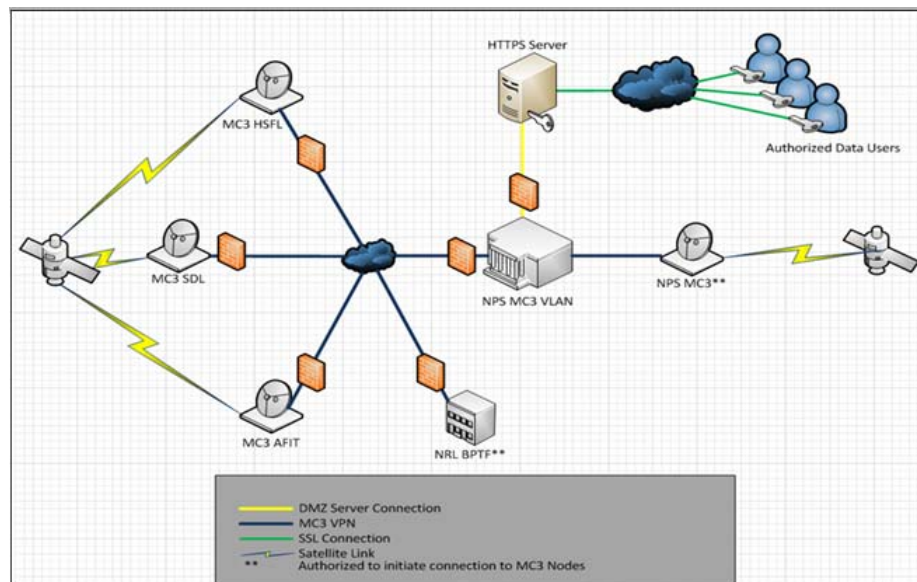 HTTPS Server
MC3 HSFL
Authorized Data Users
MC3 SDL
NPS MC3 VLAN
NPS MC3**
MC3 AFIT
NRL BPTF**
DMZ Server Connection
MC3 VPN
SSL Connection
Satellite Link
** Authorized to initiate connection to MC3 Nodes